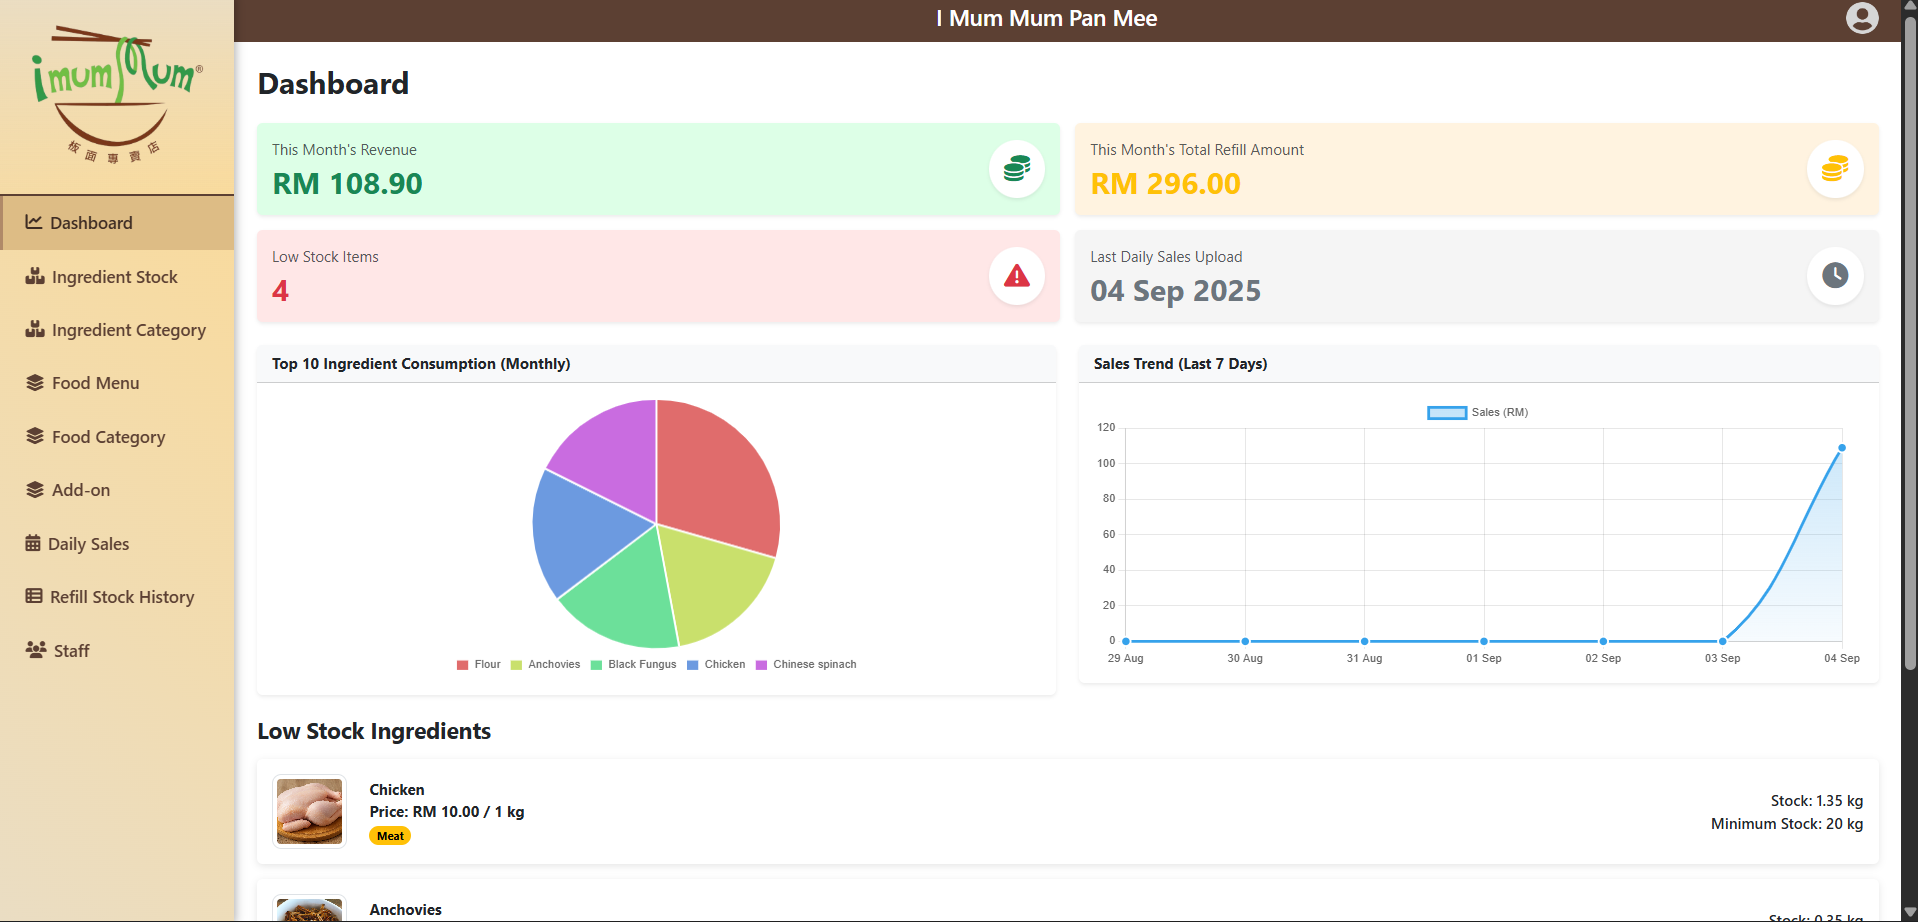 imumMum®
板面專賣店
I Mum Mum Pan Mee
Dashboard
Ingredient Stock
Ingredient Category
Food Menu
Food Category
Add-on
Daily Sales
Refill Stock History
Staff
Dashboard
This Month's Revenue
RM 108.90
This Month's Total Refill Amount
RM 296.00
Low Stock Items
4
Last Daily Sales Upload
04 Sep 2025
Top 10 Ingredient Consumption (Monthly)
Flour Anchovies Black Fungus Chicken Chinese spinach
Sales Trend (Last 7 Days)
Sales (RM)
120
100
80
60
40
20
0
29 Aug 30 Aug 31 Aug 01 Sep 02 Sep 03 Sep 04 Sep
Low Stock Ingredients
Chicken
Price: RM 10.00 / 1 kg
Meat
Stock: 1.35 kg
Minimum Stock: 20 kg
Anchovies
Stock: 0.35 kg